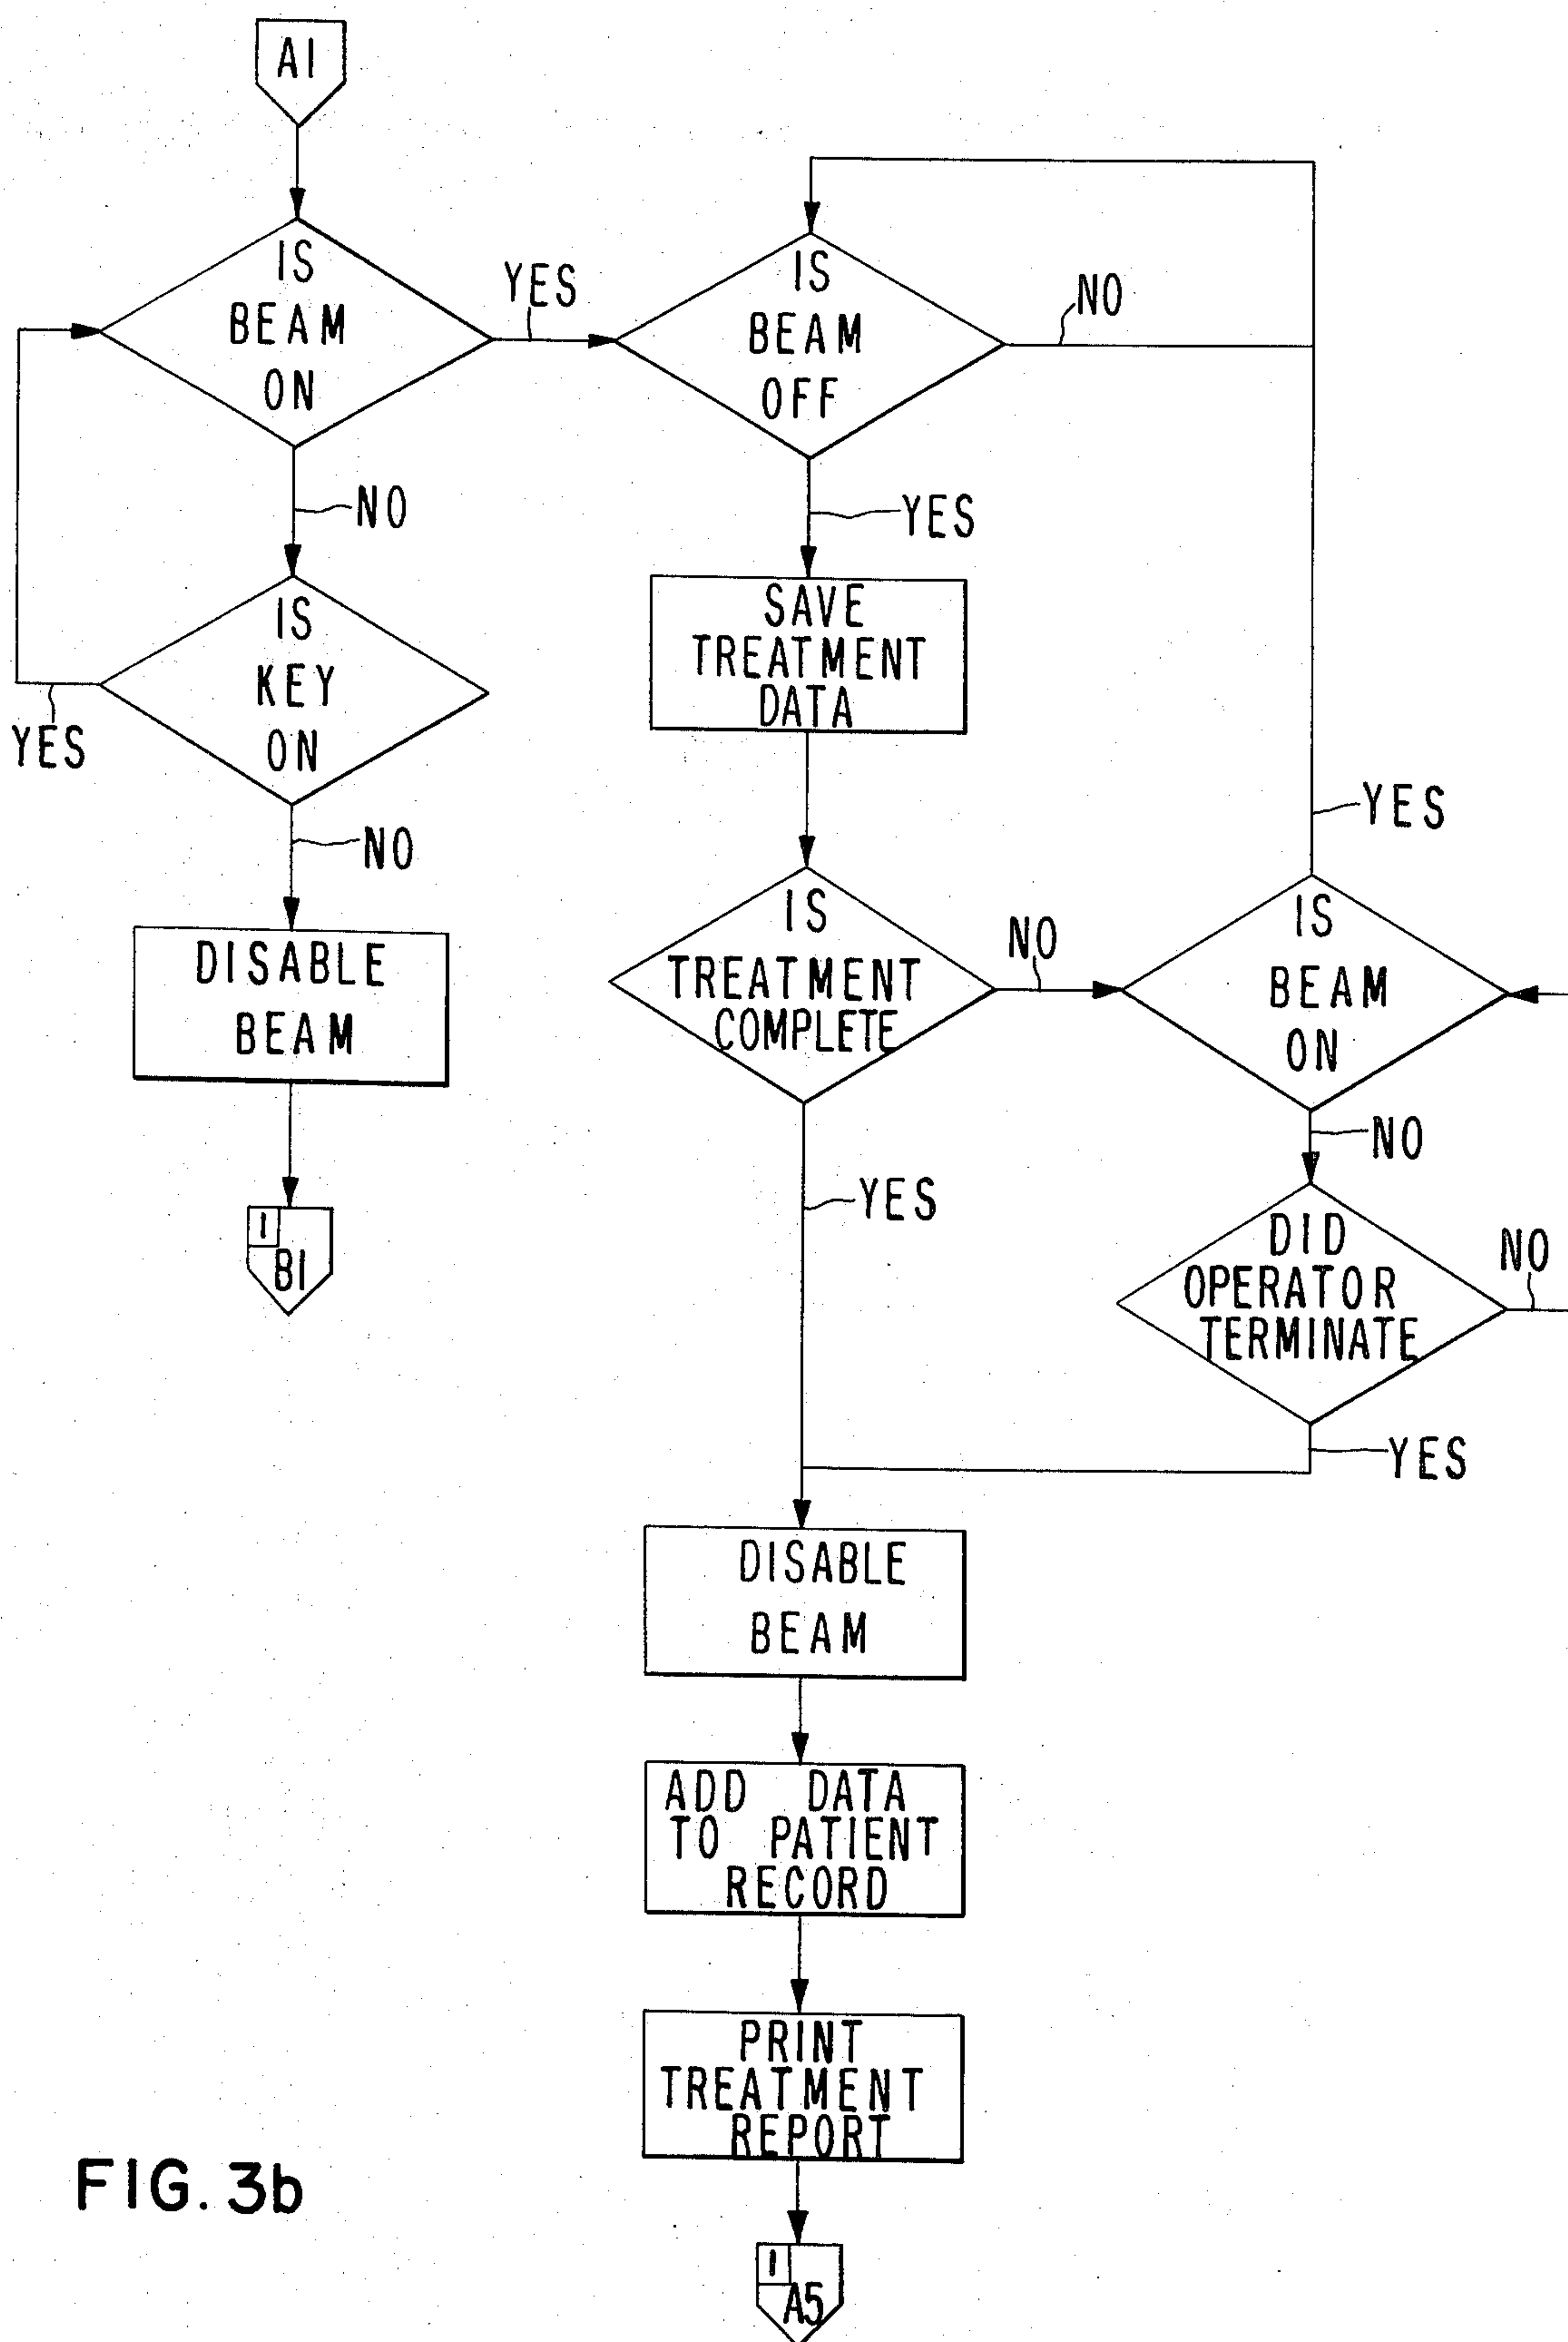 A1
IS
BEAM
ON
YES
NO
IS
KEY
ON
YES
NO
DISABLE
BEAM
1
B1
IS
BEAM
OFF
NO
YES
SAVE
TREATMENT
DATA
IS
TREATMENT
COMPLETE
NO
YES
IS
BEAM
ON
YES
NO
DID
OPERATOR
TERMINATE
NO
YES
DISABLE
BEAM
ADD DATA
TO PATIENT
RECORD
PRINT
TREATMENT
REPORT
1
A5
FIG. 3b